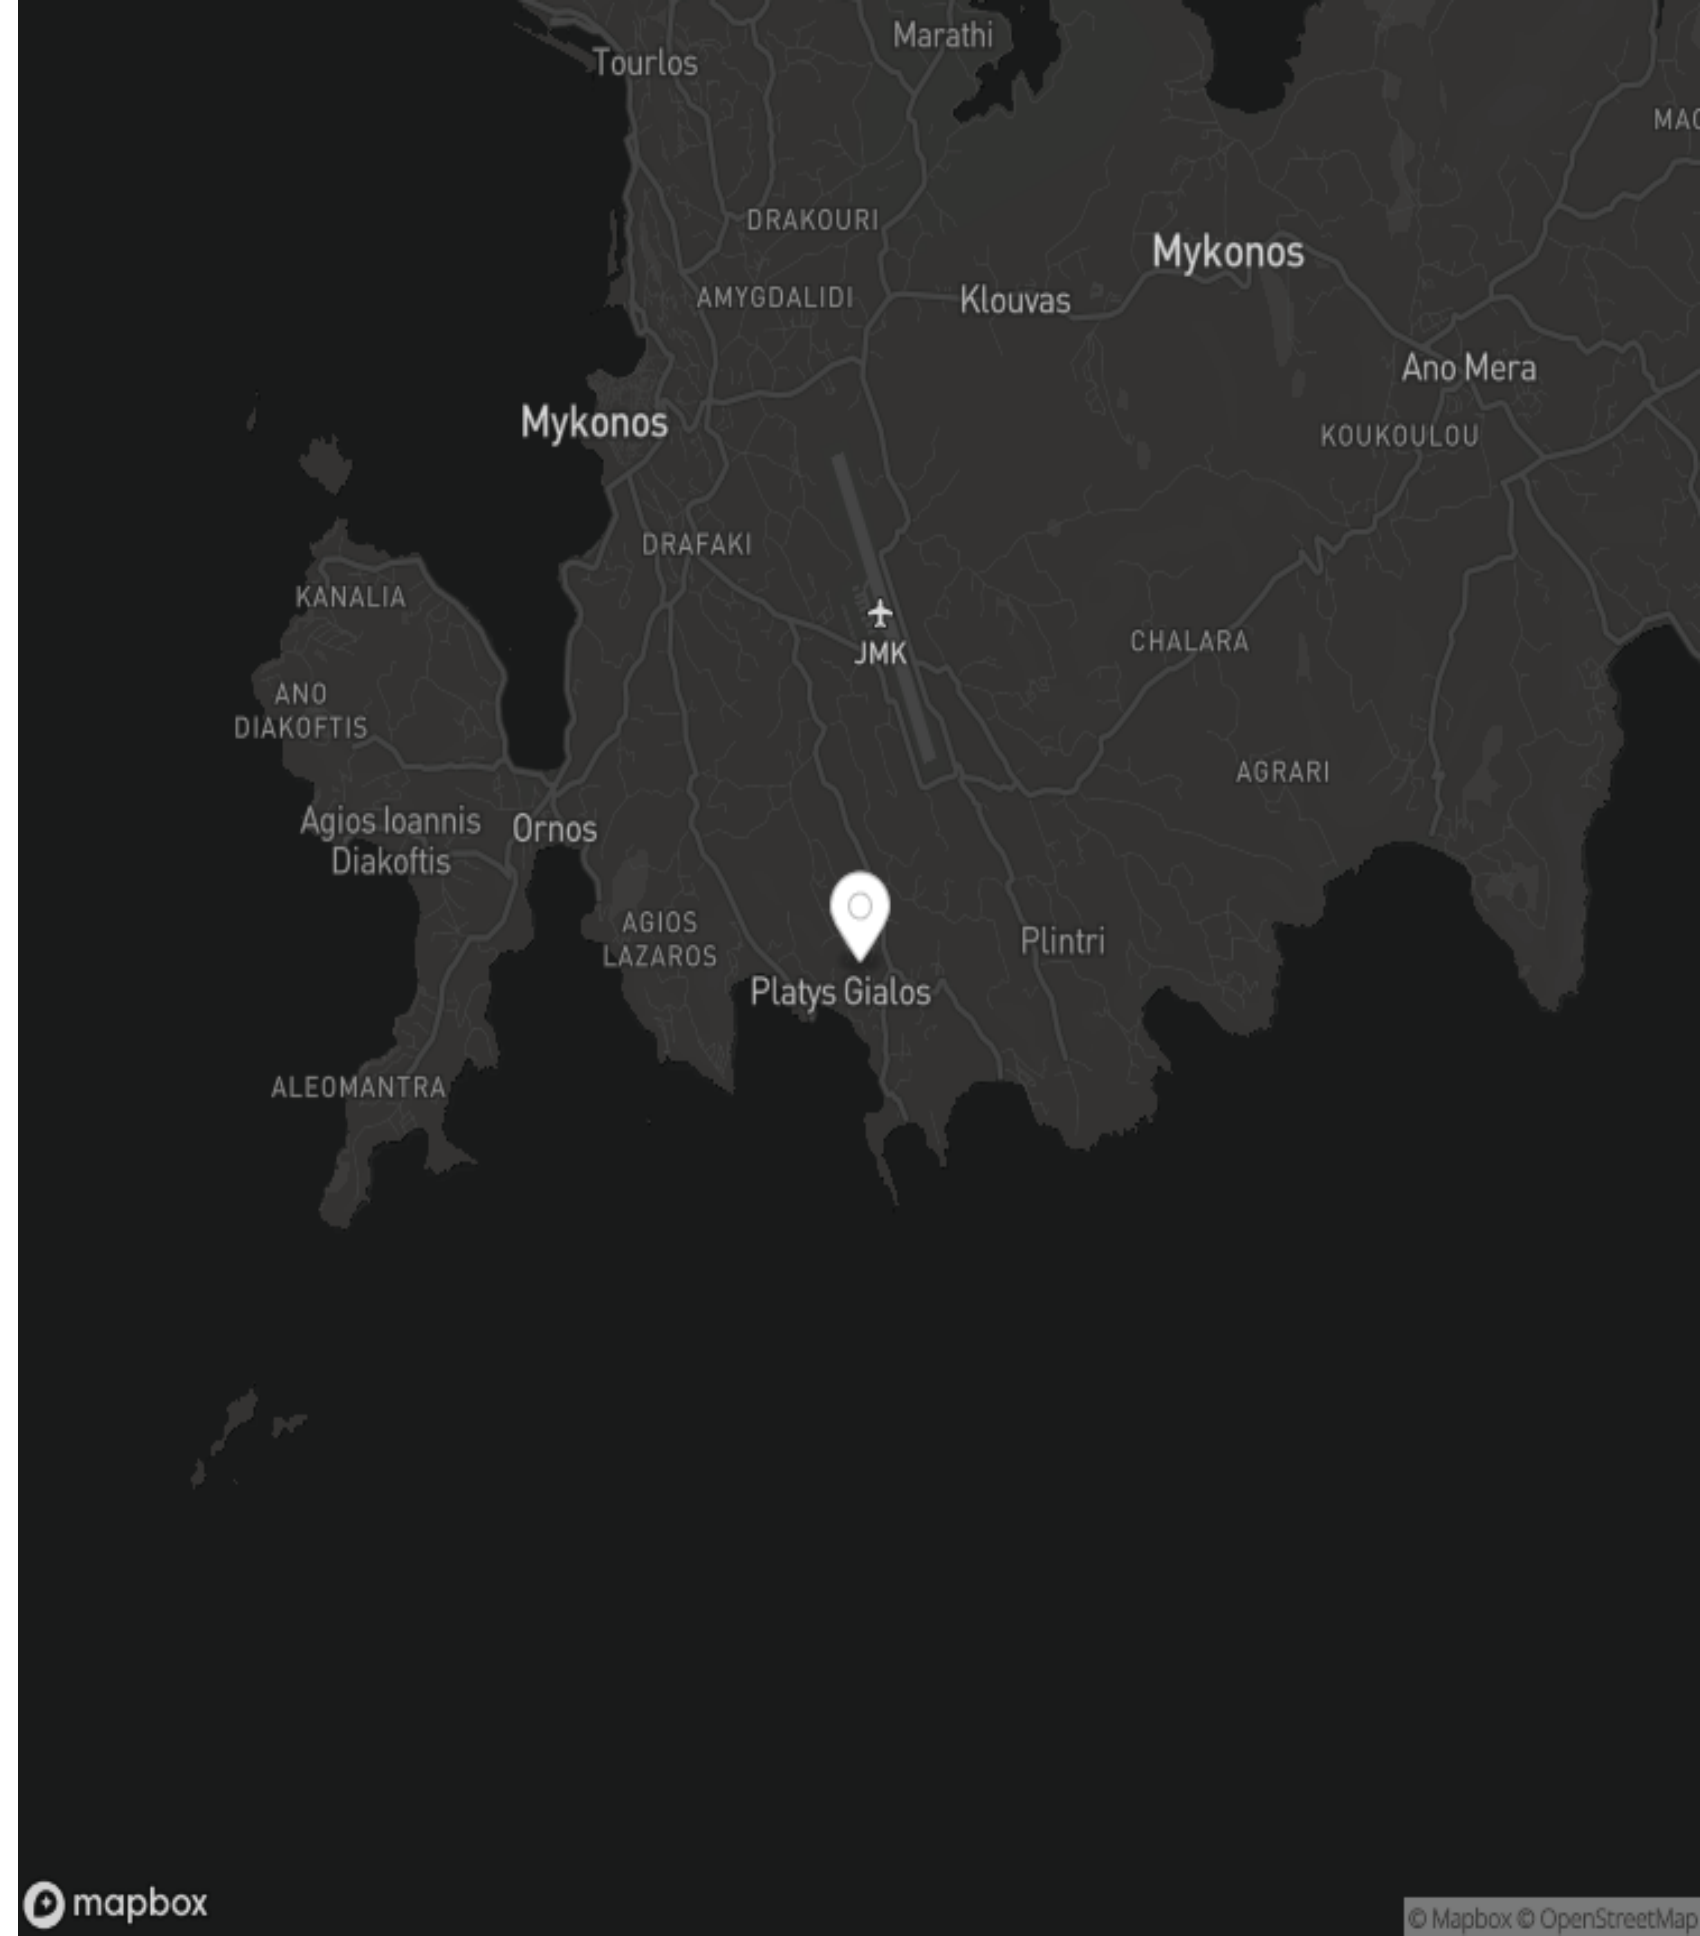 Marathi
Tourlos
MAO
DRAKOURI
Mykonos
AMYGDALIDI
Klouvas
Ano Mera
Mykonos
KOUKOULOU
DRAFAKI
KANALIA
JMK
CHALARA
ANO
DIAKOFTIS
AGRARI
Agios Ioannis
Diakoftis
Ornos
AGIOS
LAZAROS
Plintri
Platys Gialos
ALEOMANTRA
mapbox
© Mapbox © OpenStreetMap